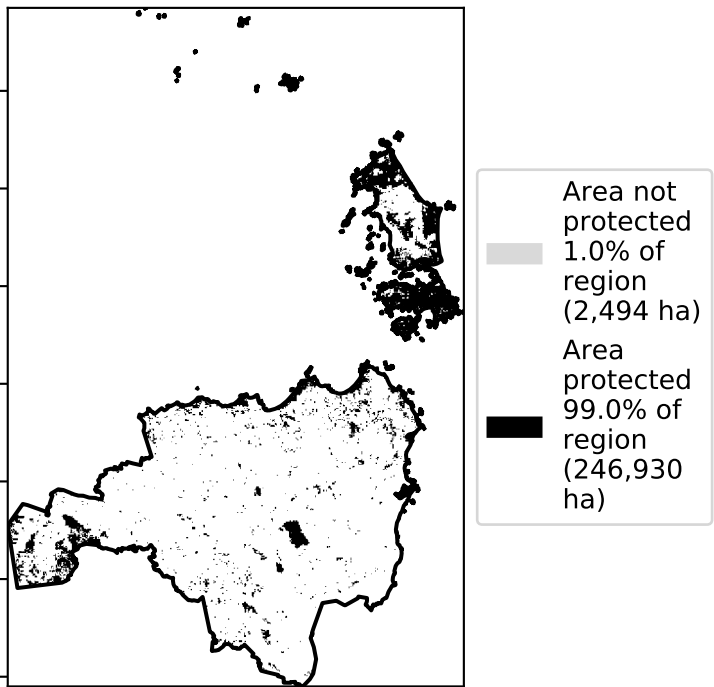 Area not
protected
1.0% of
region
(2,494 ha)
Area
protected
99.0% of
region
(246,930
ha)